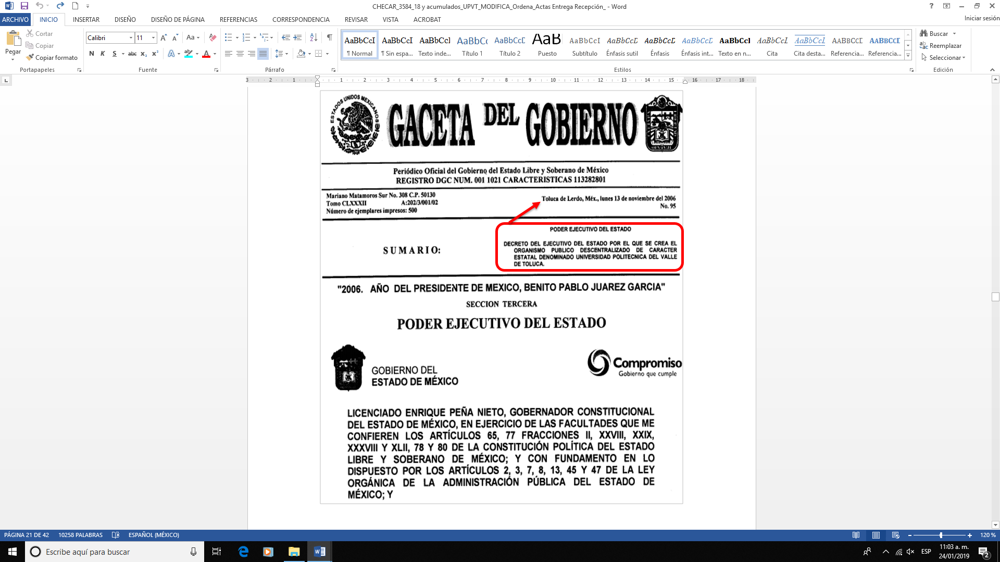 CHECAR_3584_18 y acumulados_UPVT_MODIFICA_Ordena_Actas Entrega Recepción_ - Word
ARCHIVO INICIO INSERTAR DISEÑO DISEÑO DE PÁGINA REFERENCIAS CORRESPONDENCIA REVISAR VISTA ACROBAT
Iniciar sesión
Pegar
Cortar
Copiar
Copiar formato
Portapapeles
Calibri 11
N K S abc x₂ x²
Fuente
Párrafo
AaBbCcI AaBbCcI AaBbCcI AaBbCc AaBbCcD AaB AaBbCcD AaBbCcD AaBbCcD AaBbCcD AaBbCcI AaBbCcI AaBbCcI AABBCCD AABBCCD
¶ Normal ¶ Sin espa... Texto inde... Título 1 Título 2 Puesto Subtítulo Énfasis sutil Énfasis Énfasis int... Texto en n... Cita Cita desta... Referencia... Referencia...
Estilos
Buscar
Reemplazar
Seleccionar
Edición
3 2 1 1 2 3 4 5 6 7 8 9 10 11 12 13 14 15 16 17 18
ESTADOS UNIDOS MEXICANOS
GACETA DEL GOBIERNO
Periódico Oficial del Gobierno del Estado Libre y Soberano de México
REGISTRO DGC NUM. 001 1021 CARACTERISTICAS 113282801
Mariano Matamoros Sur No. 308 C.P. 50130
Tomo CLXXXII A:202/3/001/02
Número de ejemplares impresos: 500
Toluca de Lerdo, Méx., lunes 13 de noviembre del 2006
No. 95
SUMARIO:
PODER EJECUTIVO DEL ESTADO
DECRETO DEL EJECUTIVO DEL ESTADO POR EL QUE SE CREA EL
ORGANISMO PUBLICO DESCENTRALIZADO DE CARACTER
ESTATAL DENOMINADO UNIVERSIDAD POLITECNICA DEL VALLE
DE TOLUCA.
"2006. AÑO DEL PRESIDENTE DE MEXICO, BENITO PABLO JUAREZ GARCIA"
SECCION TERCERA
PODER EJECUTIVO DEL ESTADO
GOBIERNO DEL
ESTADO DE MÉXICO
Compromiso
Gobierno que cumple
LICENCIADO ENRIQUE PEÑA NIETO, GOBERNADOR CONSTITUCIONAL
DEL ESTADO DE MÉXICO, EN EJERCICIO DE LAS FACULTADES QUE ME
CONFIEREN LOS ARTÍCULOS 65, 77 FRACCIONES II, XXVIII, XXIX,
XXXVIII Y XLII, 78 Y 80 DE LA CONSTITUCIÓN POLÍTICA DEL ESTADO
LIBRE Y SOBERANO DE MÉXICO; Y CON FUNDAMENTO EN LO
DISPUESTO POR LOS ARTÍCULOS 2, 3, 7, 8, 13, 45 Y 47 DE LA LEY
ORGÁNICA DE LA ADMINISTRACIÓN PÚBLICA DEL ESTADO DE
MÉXICO; Y
PÁGINA 21 DE 42 10258 PALABRAS ESPAÑOL (MÉXICO)
120 %
Escribe aquí para buscar
ESP
11:03 a. m.
24/01/2019
2